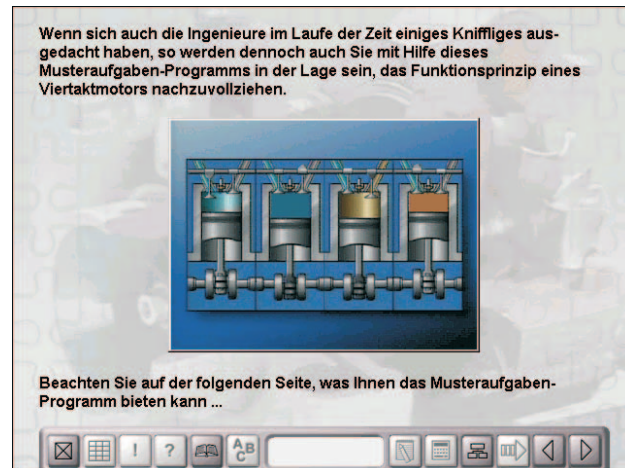 Wenn sich auch die Ingenieure im Laufe der Zeit einiges Kniffliges aus-
gedacht haben, so werden dennoch auch Sie mit Hilfe dieses
Musteraufgaben-Programms in der Lage sein, das Funktionsprinzip eines
Viertaktmotors nachzuvollziehen.
Beachten Sie auf der folgenden Seite, was Ihnen das Musteraufgaben-
Programm bieten kann ...
! ? ABC